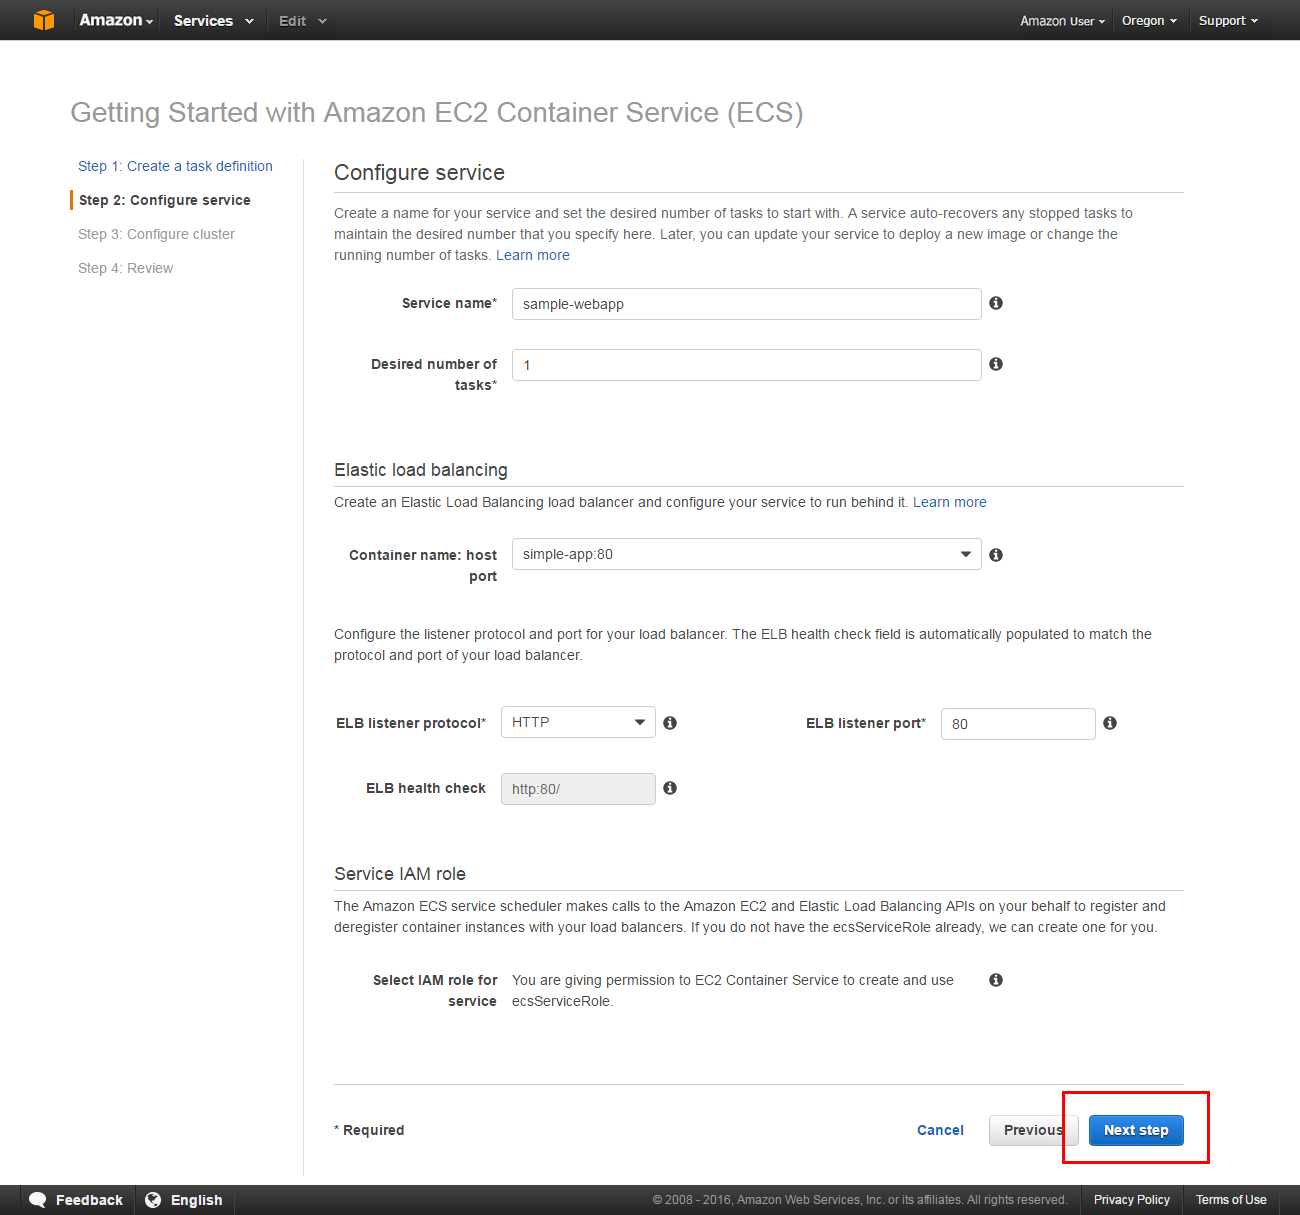 Amazon Services Edit Amazon User Oregon Support
Getting Started with Amazon EC2 Container Service (ECS)
Step 1: Create a task definition
Step 2: Configure service
Step 3: Configure cluster
Step 4: Review
Configure service
Create a name for your service and set the desired number of tasks to start with. A service auto-recovers any stopped tasks to
maintain the desired number that you specify here. Later, you can update your service to deploy a new image or change the
running number of tasks. Learn more
Service name* sample-webapp
Desired number of
tasks*
1
Elastic load balancing
Create an Elastic Load Balancing load balancer and configure your service to run behind it. Learn more
Container name: host
port
simple-app:80
Configure the listener protocol and port for your load balancer. The ELB health check field is automatically populated to match the
protocol and port of your load balancer.
ELB listener protocol* HTTP ELB listener port* 80
ELB health check http:80/
Service IAM role
The Amazon ECS service scheduler makes calls to the Amazon EC2 and Elastic Load Balancing APIs on your behalf to register and
deregister container instances with your load balancers. If you do not have the ecsServiceRole already, we can create one for you.
Select IAM role for
service
You are giving permission to EC2 Container Service to create and use
ecsServiceRole.
* Required Cancel Previous Next step
Feedback English © 2008 - 2016, Amazon Web Services, Inc. or its affiliates. All rights reserved. Privacy Policy Terms of Use